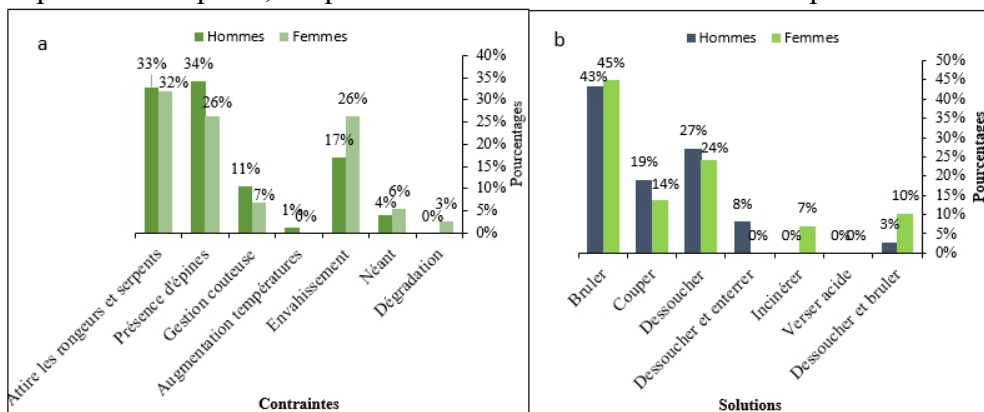 a
Hommes Femmes
33% 32% 34% 26% 11% 7% 1% 0% 17% 26% 4% 6% 0% 3%
40%
35%
30%
25%
20%
15%
10%
5%
0%
Pourcentages
Attire les rongeurs et serpents
Présence d'épines
Gestion couteuse
Augmentation températures
Envahissement
Néant
Dégradation
Contraintes
b
Hommes Femmes
43% 45% 19% 14% 27% 24% 8% 0% 0% 7% 0% 0% 3% 10%
50%
45%
40%
35%
30%
25%
20%
15%
10%
5%
0%
Pourcentages
Bruler
Couper
Dessoucher
Dessoucher et enterrer
Incinérer
Verser acide
Dessoucher et bruler
Solutions